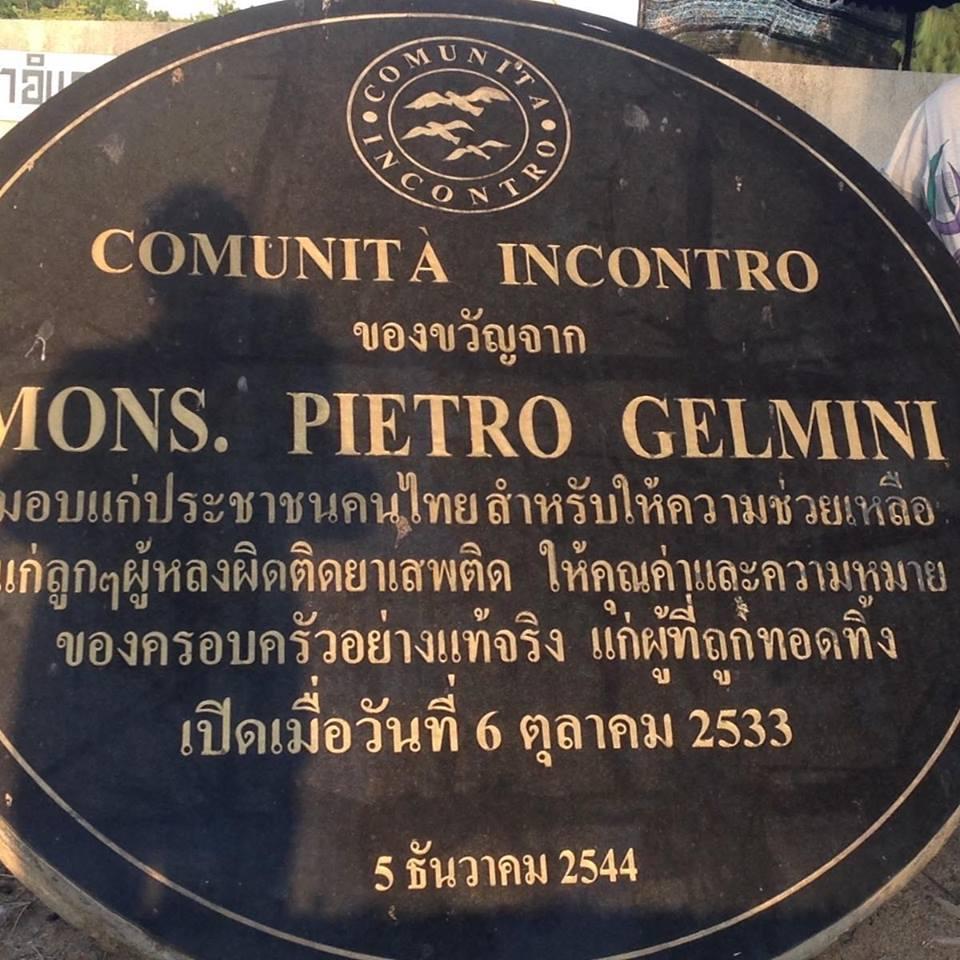 COMUNITA INCONTRO
COMUNITÀ INCONTRO
ของขวัญจาก
MONS. PIETRO GELMINI
มอบแก่ประชาชนคนไทยสำหรับให้ความช่วยเหลือ
แก่ลูกๆผู้หลงผิดติดยาเสพติด ให้คุณค่าและความหมาย
ของครอบครัวอย่างแท้จริง แก่ผู้ที่ถูกทอดทิ้ง
เปิดเมื่อวันที่ 6 ตุลาคม 2533
5 ธันวาคม 2544